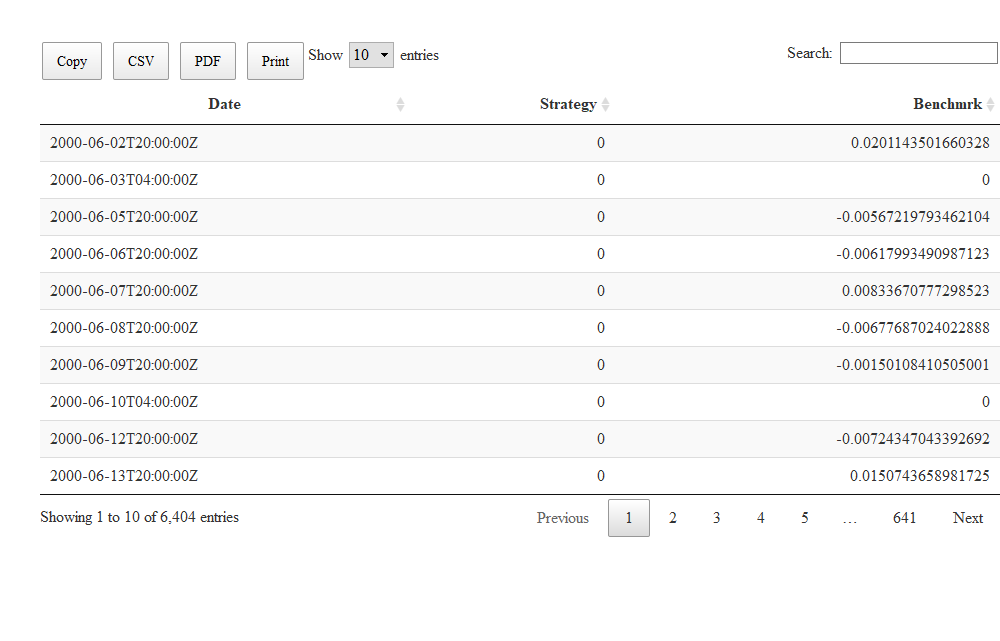 Copy CSV PDF Print Show 10 entries Search:
Date Strategy Benchmrk
2000-06-02T20:00:00Z 0 0.0201143501660328
2000-06-03T04:00:00Z 0 0
2000-06-05T20:00:00Z 0 -0.00567219793462104
2000-06-06T20:00:00Z 0 -0.00617993490987123
2000-06-07T20:00:00Z 0 0.00833670777298523
2000-06-08T20:00:00Z 0 -0.00677687024022888
2000-06-09T20:00:00Z 0 -0.00150108410505001
2000-06-10T04:00:00Z 0 0
2000-06-12T20:00:00Z 0 -0.00724347043392692
2000-06-13T20:00:00Z 0 0.0150743658981725
Showing 1 to 10 of 6,404 entries Previous 1 2 3 4 5 … 641 Next